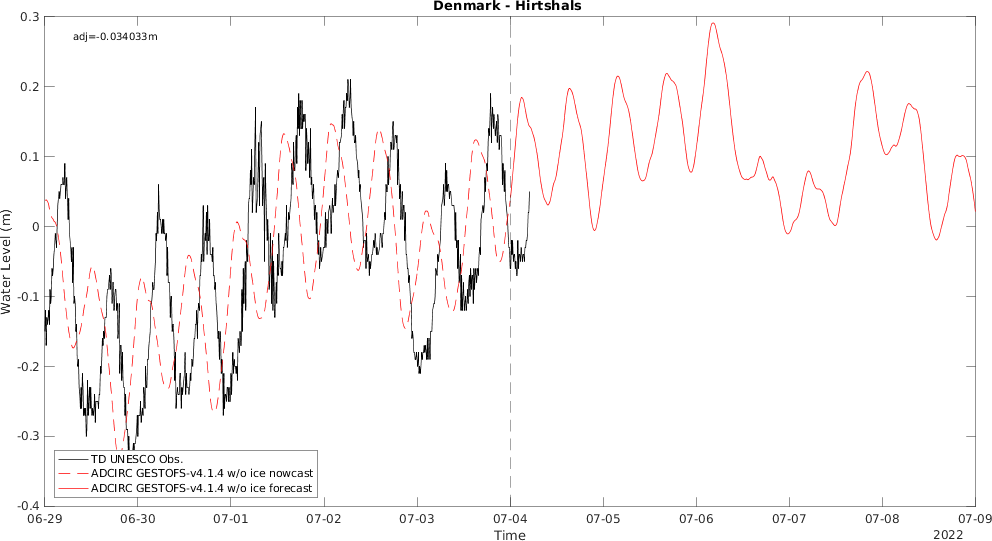 Denmark - Hirtshals
adj=-0.034033m
0.3
0.2
0.1
0
-0.1
-0.2
-0.3
-0.4
Water Level (m)
TD UNESCO Obs.
ADCIRC GESTOFS-v4.1.4 w/o ice nowcast
ADCIRC GESTOFS-v4.1.4 w/o ice forecast
06-29 06-30 07-01 07-02 07-03 07-04 07-05 07-06 07-07 07-08 07-09
Time
2022